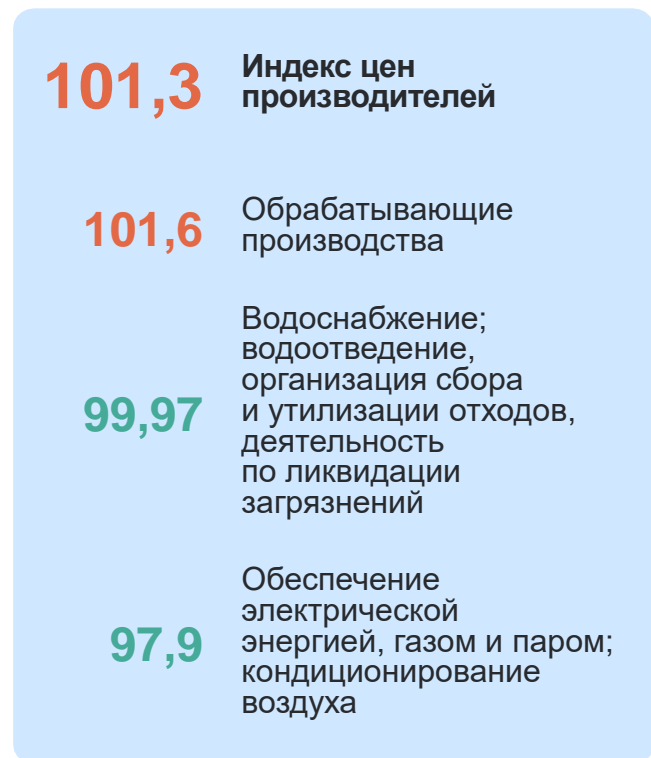 101,3
Индекс цен
производителей
101,6
Обрабатывающие
производства
99,97
Водоснабжение;
водоотведение,
организация сбора
и утилизации отходов,
деятельность
по ликвидации
загрязнений
97,9
Обеспечение
электрической
энергией, газом и паром;
кондиционирование
воздуха